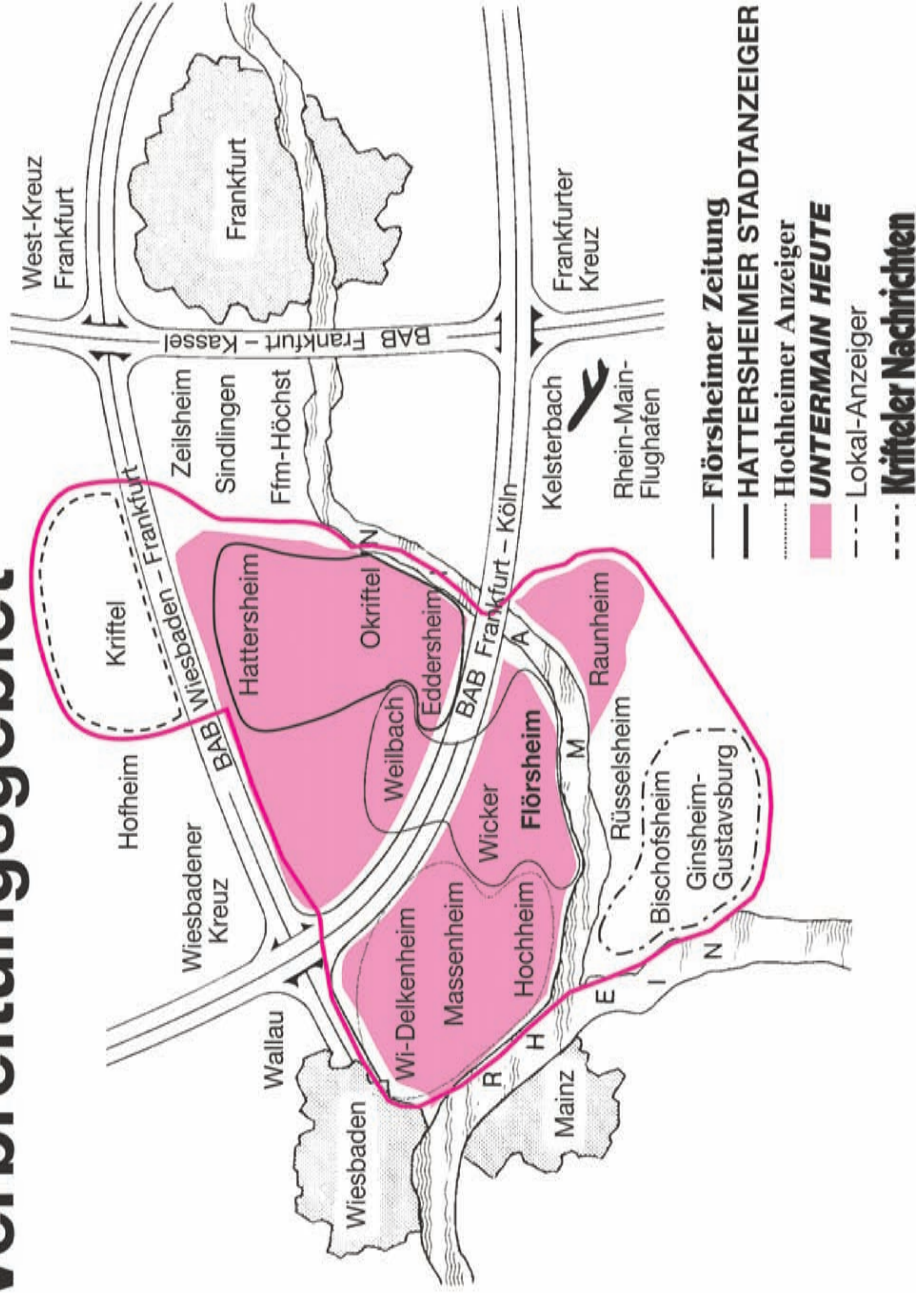 Verbreitungsgebiet
West-Kreuz
Frankfurt
Frankfurt
BAB Frankfurt – Kassel
Frankfurter
Kreuz
Zeilsheim
Sindlingen
Ffm-Höchst
Kelsterbach
Rhein-Main-
Flughafen
Kriftel
Hofheim
BAB Wiesbaden – Frankfurt
Hattersheim
Okriftel
Eddersheim
Weilbach
BAB Frankfurt – Köln
Wiesbadener
Kreuz
Wicker
Flörsheim
Raunheim
Rüsselsheim
MAIN
Wallau
Wi-Delkenheim
Massenheim
Hochheim
Bischofsheim
Ginsheim-
Gustavsburg
RHEIN
Wiesbaden
Mainz
Flörsheimer Zeitung
HATTERSHEIMER STADTANZEIGER
Hochheimer Anzeiger
UNTERMAIN HEUTE
Lokal-Anzeiger
Krifteler Nachrichten